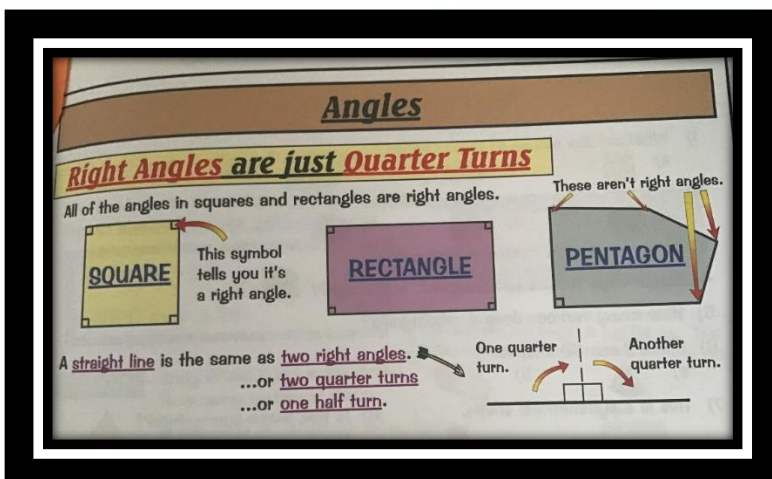 Angles
Right Angles are just Quarter Turns
All of the angles in squares and rectangles are right angles.
These aren't right angles.
SQUARE
This symbol
tells you it's
a right angle.
RECTANGLE
PENTAGON
A straight line is the same as two right angles.
...or two quarter turns
...or one half turn.
One quarter
turn.
Another
quarter turn.